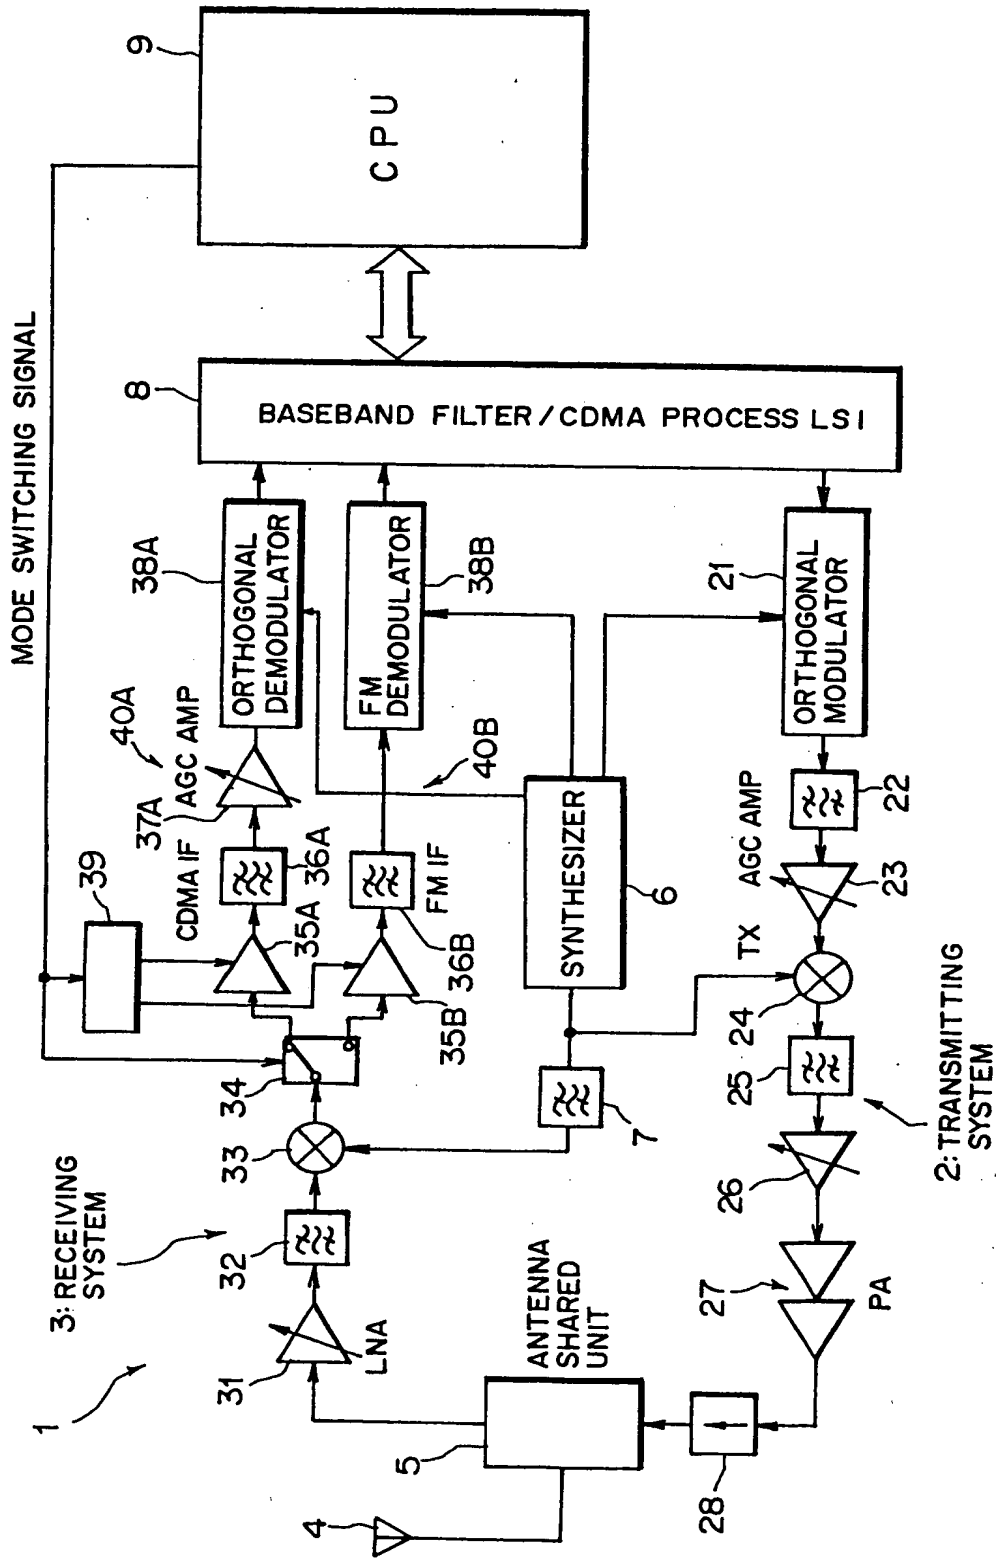 MODE SWITCHING SIGNAL
9
CPU
8
BASEBAND FILTER/CDMA PROCESS LSI
38A
ORTHOGONAL
DEMODULATOR
38B
FM
DEMODULATOR
21
ORTHOGONAL
MODULATOR
40A
AGC AMP
37A
40B
39
CDMA IF
36A
35A
FM IF
36B
35B
SYNTHESIZER
6
22
AGC AMP
23
TX
24
25
2: TRANSMITTING
SYSTEM
34
33
7
3: RECEIVING
SYSTEM
32
26
27
PA
1
31
LNA
ANTENNA
SHARED
UNIT
5
28
4